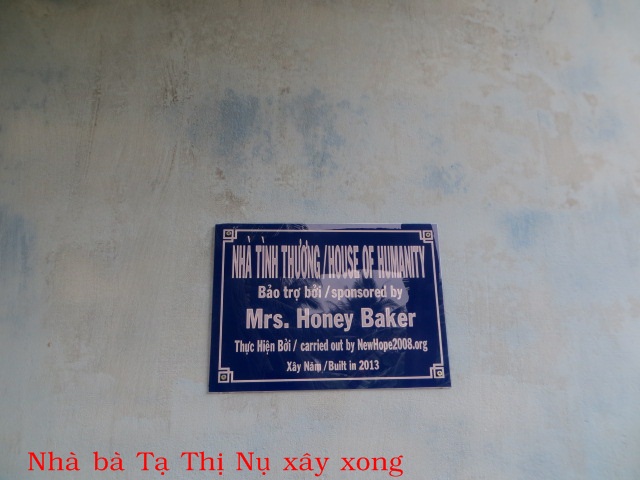 NHÀ TÌNH THƯƠNG / HOUSE OF HUMANITY
Bảo trợ bởi / sponsored by
Mrs. Honey Baker
Thực Hiện Bởi / carried out by NewHope2008.org
Xây Năm / Built in 2013
Nhà bà Tạ Thị Nụ xây xong